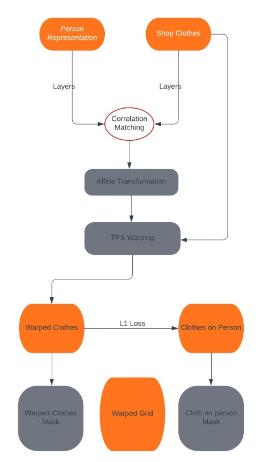 Person
Representation
Shop Clothes
Layers
Layers
Correlation
Matching
Affine Transformation
TPS Warping
Warped Clothes
L1 Loss
Clothes on Person
Warped Clothes
Mask
Warped Grid
Cloth on person
Mask